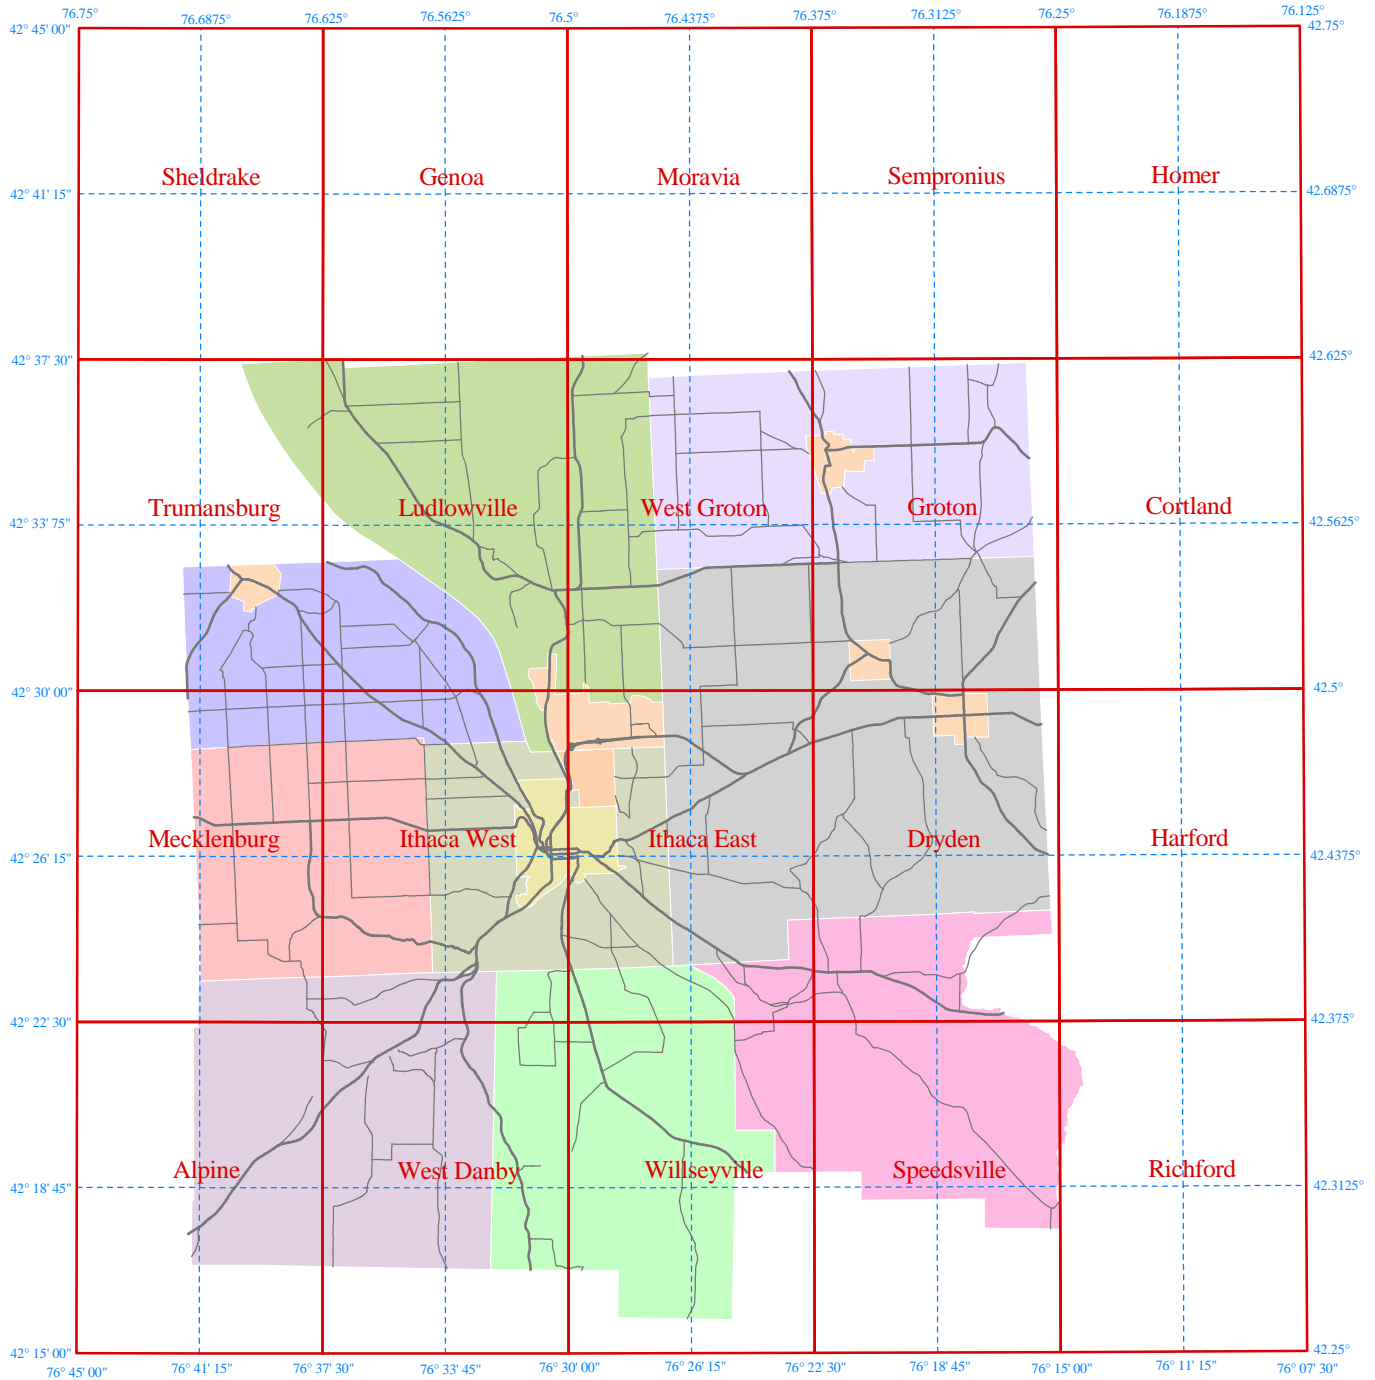 76.75° 76.6875° 76.625° 76.5625° 76.5° 76.4375° 76.375° 76.3125° 76.25° 76.1875° 76.125°
42° 45' 00" 42.75°
Sheldrake Genoa Moravia Sempronius Homer
42° 41' 15" 42.6875°
42° 37' 30" 42.625°
Trumansburg Ludlowville West Groton Groton Cortland
42° 33' 75" 42.5625°
42° 30' 00" 42.5°
Mecklenburg Ithaca West Ithaca East Dryden Harford
42° 26' 15" 42.4375°
42° 22' 30" 42.375°
Alpine West Danby Willseyville Speedsville Richford
42° 18' 45" 42.3125°
42° 15' 00" 42.25°
76° 45' 00" 76° 41' 15" 76° 37' 30" 76° 33' 45" 76° 30' 00" 76° 26' 15" 76° 22' 30" 76° 18' 45" 76° 15' 00" 76° 11' 15" 76° 07' 30"